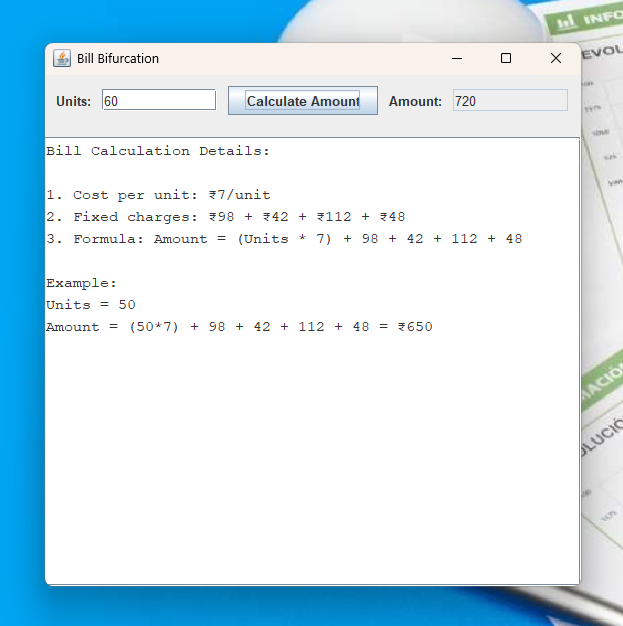 INFO
Bill Bifurcation
Units: 60 Calculate Amount Amount: 720
Bill Calculation Details:
1. Cost per unit: ₹7/unit
2. Fixed charges: ₹98 + ₹42 + ₹112 + ₹48
3. Formula: Amount = (Units * 7) + 98 + 42 + 112 + 48
Example:
Units = 50
Amount = (50*7) + 98 + 42 + 112 + 48 = ₹650